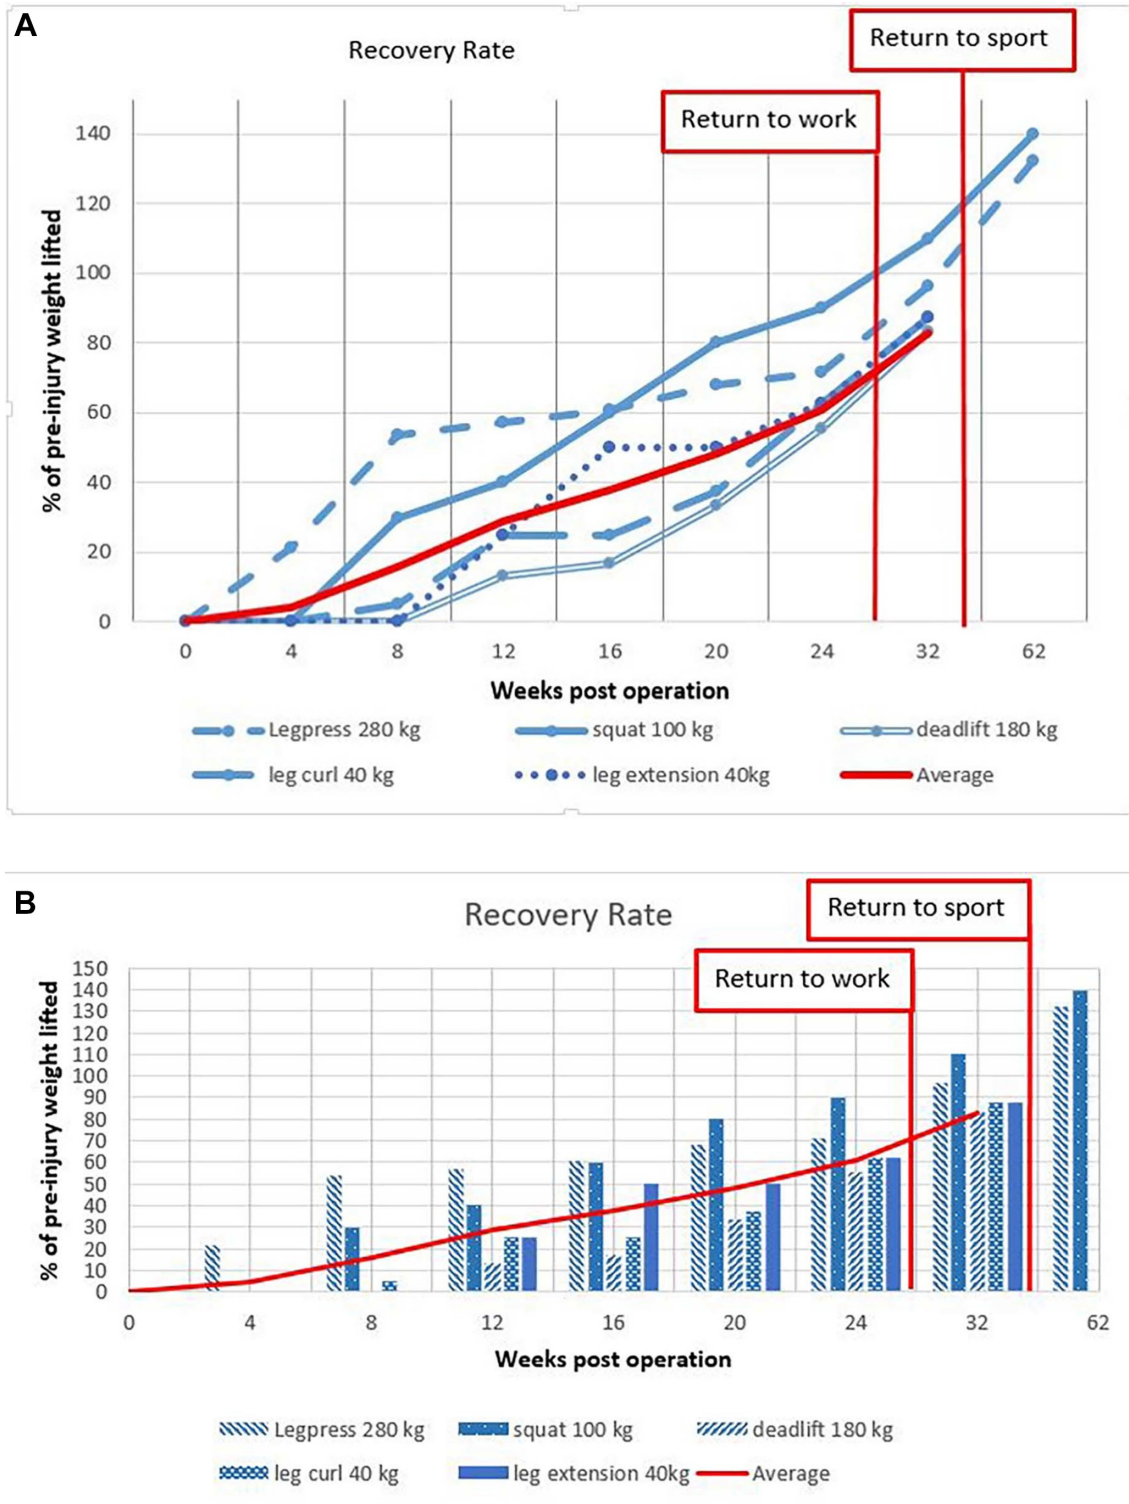 A
Recovery Rate
Return to sport
Return to work
140
120
100
80
60
40
20
0
% of pre-injury weight lifted
0 4 8 12 16 20 24 32 62
Weeks post operation
Legpress 280 kg squat 100 kg deadlift 180 kg
leg curl 40 kg leg extension 40kg Average
B
Recovery Rate
Return to sport
Return to work
150
140
130
120
110
100
90
80
70
60
50
40
30
20
10
0
% of pre-injury weight lifted
0 4 8 12 16 20 24 32 62
Weeks post operation
Legpress 280 kg squat 100 kg deadlift 180 kg
leg curl 40 kg leg extension 40kg Average